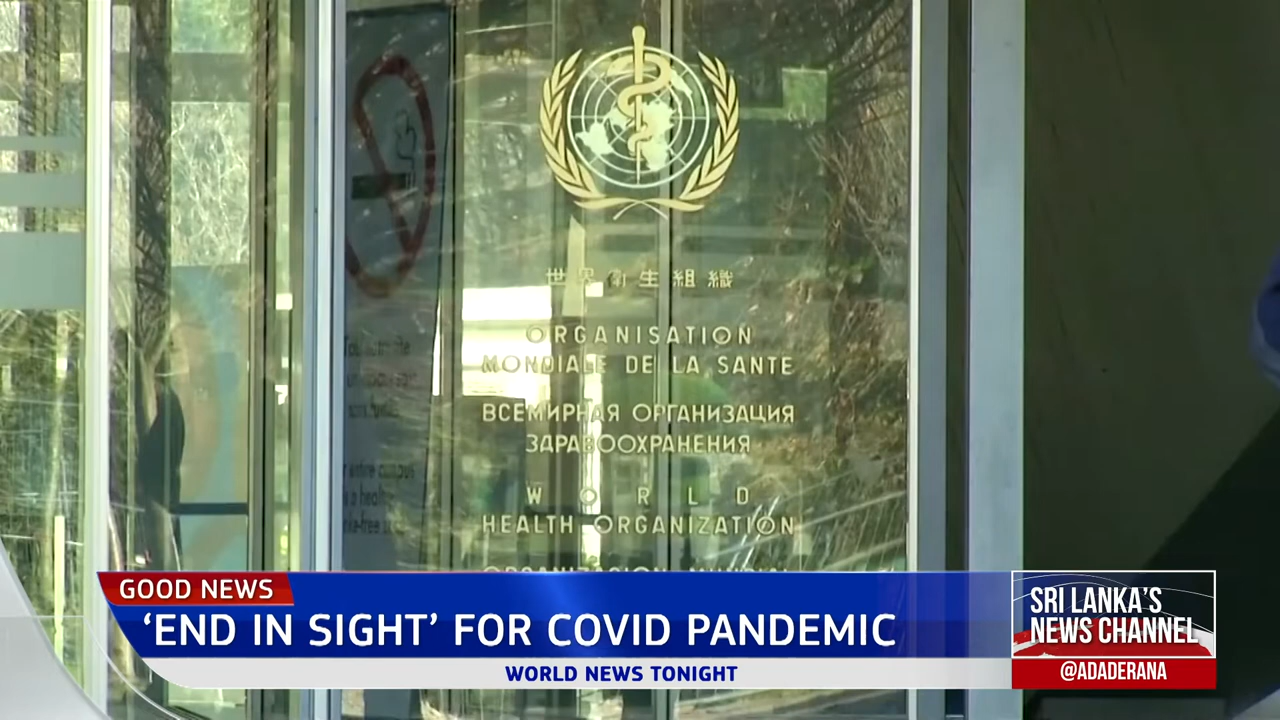 世界衛生組織
ORGANISATION
MONDIALE DE LA SANTE
ВСЕМИРНАЯ ОРГАНИЗАЦИЯ
ЗДРАВООХРАНЕНИЯ
WORLD
HEALTH ORGANIZATION
GOOD NEWS
‘END IN SIGHT’ FOR COVID PANDEMIC
WORLD NEWS TONIGHT
SRI LANKA'S
NEWS CHANNEL
@ADADERANA